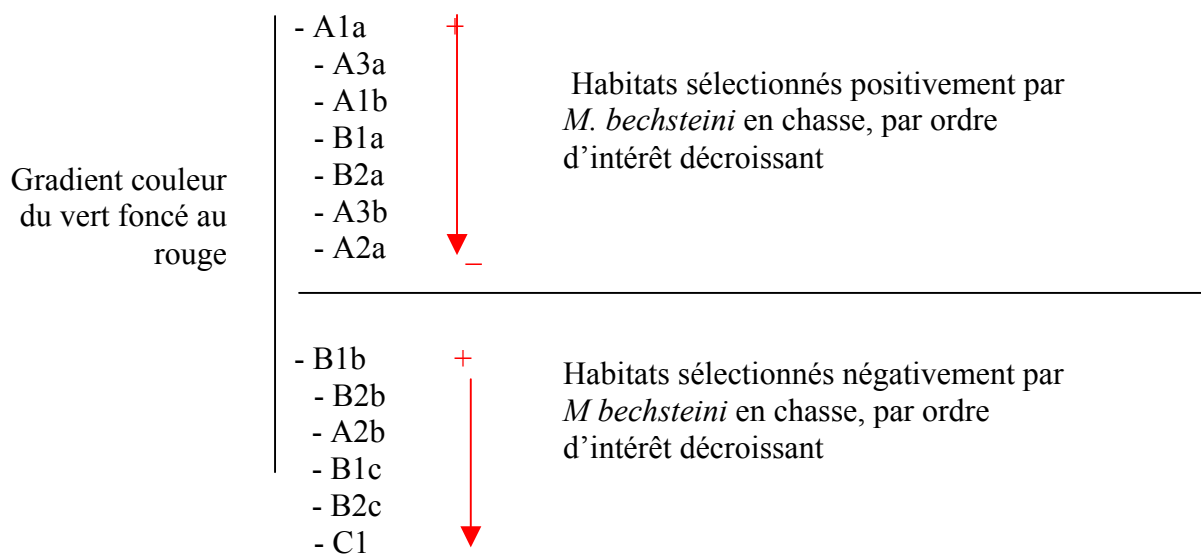 Gradient couleur
du vert foncé au
rouge
- A1a +
- A3a
- A1b
- B1a
- B2a
- A3b
- A2a
–
Habitats sélectionnés positivement par
M. bechsteini en chasse, par ordre
d’intérêt décroissant
- B1b +
- B2b
- A2b
- B1c
- B2c
- C1
Habitats sélectionnés négativement par
M bechsteini en chasse, par ordre
d’intérêt décroissant